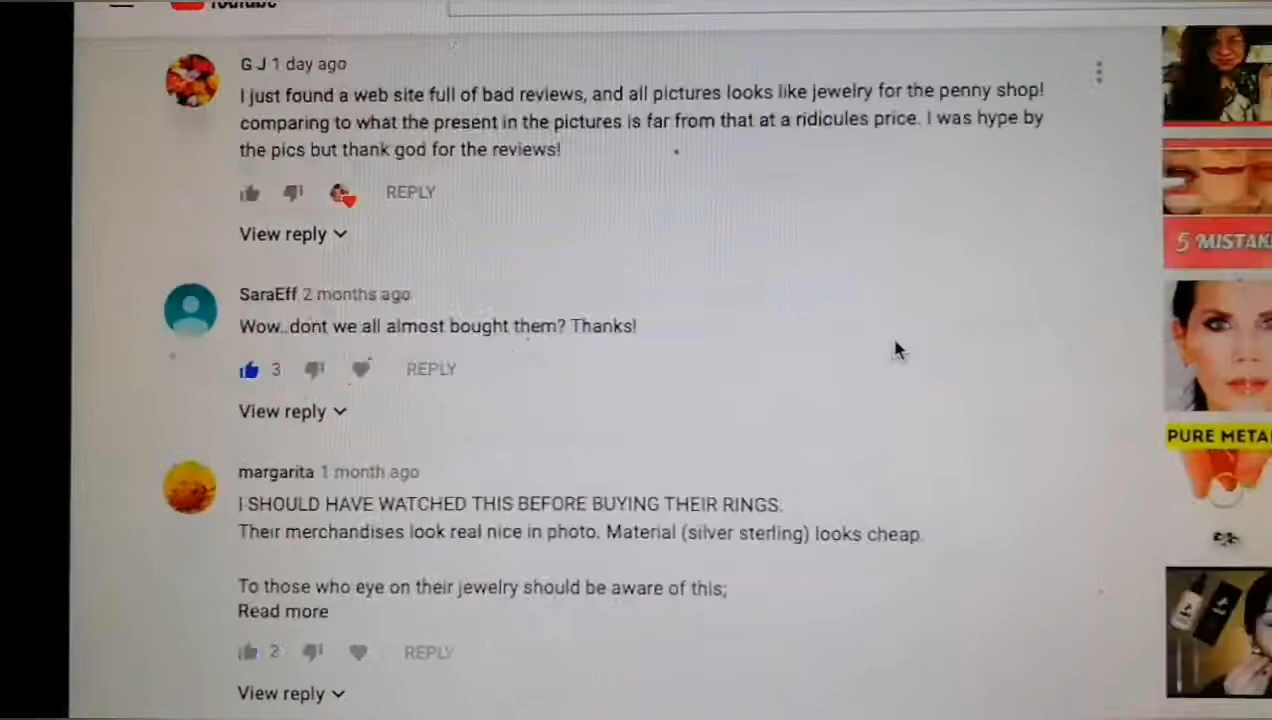 YouTube
G J 1 day ago
I just found a web site full of bad reviews, and all pictures looks like jewelry for the penny shop!
comparing to what the present in the pictures is far from that at a ridicules price. I was hype by
the pics but thank god for the reviews!
REPLY
View reply
SaraEff 2 months ago
Wow..dont we all almost bought them? Thanks!
3 REPLY
View reply
margarita 1 month ago
I SHOULD HAVE WATCHED THIS BEFORE BUYING THEIR RINGS.
Their merchandises look real nice in photo. Material (silver sterling) looks cheap.
To those who eye on their jewelry should be aware of this;
Read more
2 REPLY
View reply
5 MISTAK
PURE META